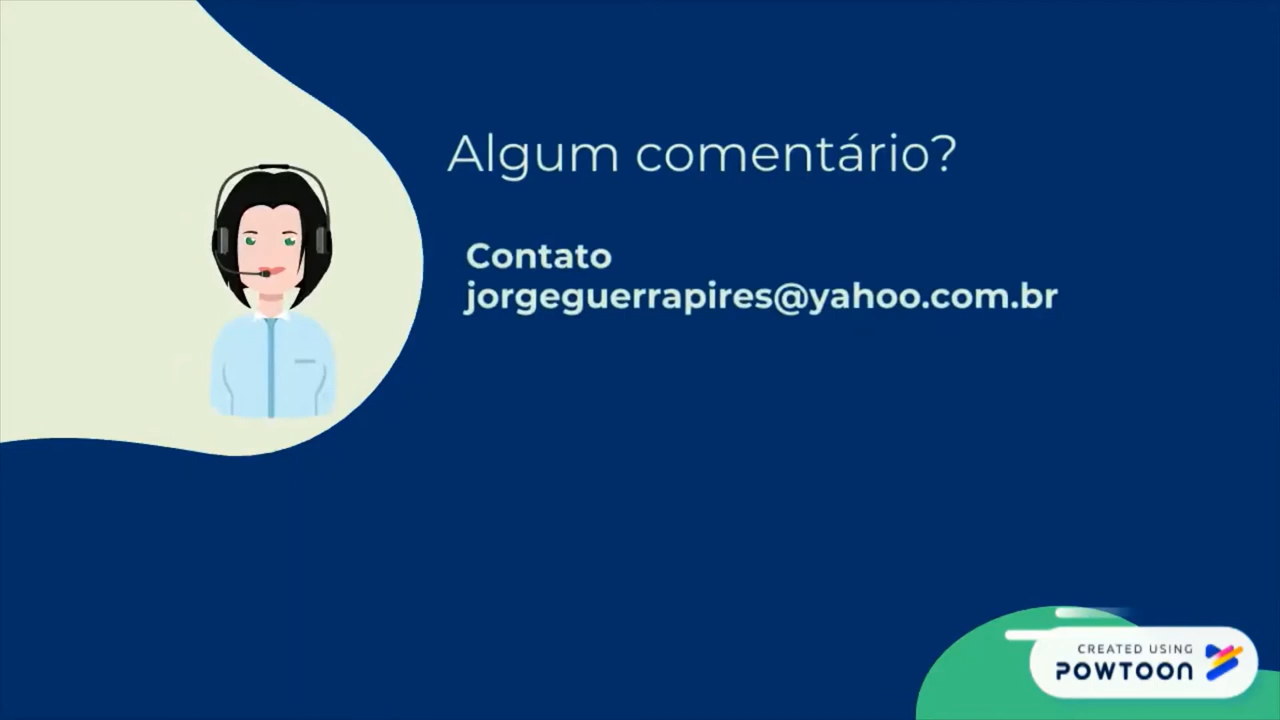 Algum comentário?
Contato
jorgeguerrapires@yahoo.com.br
CREATED USING
POWTOON